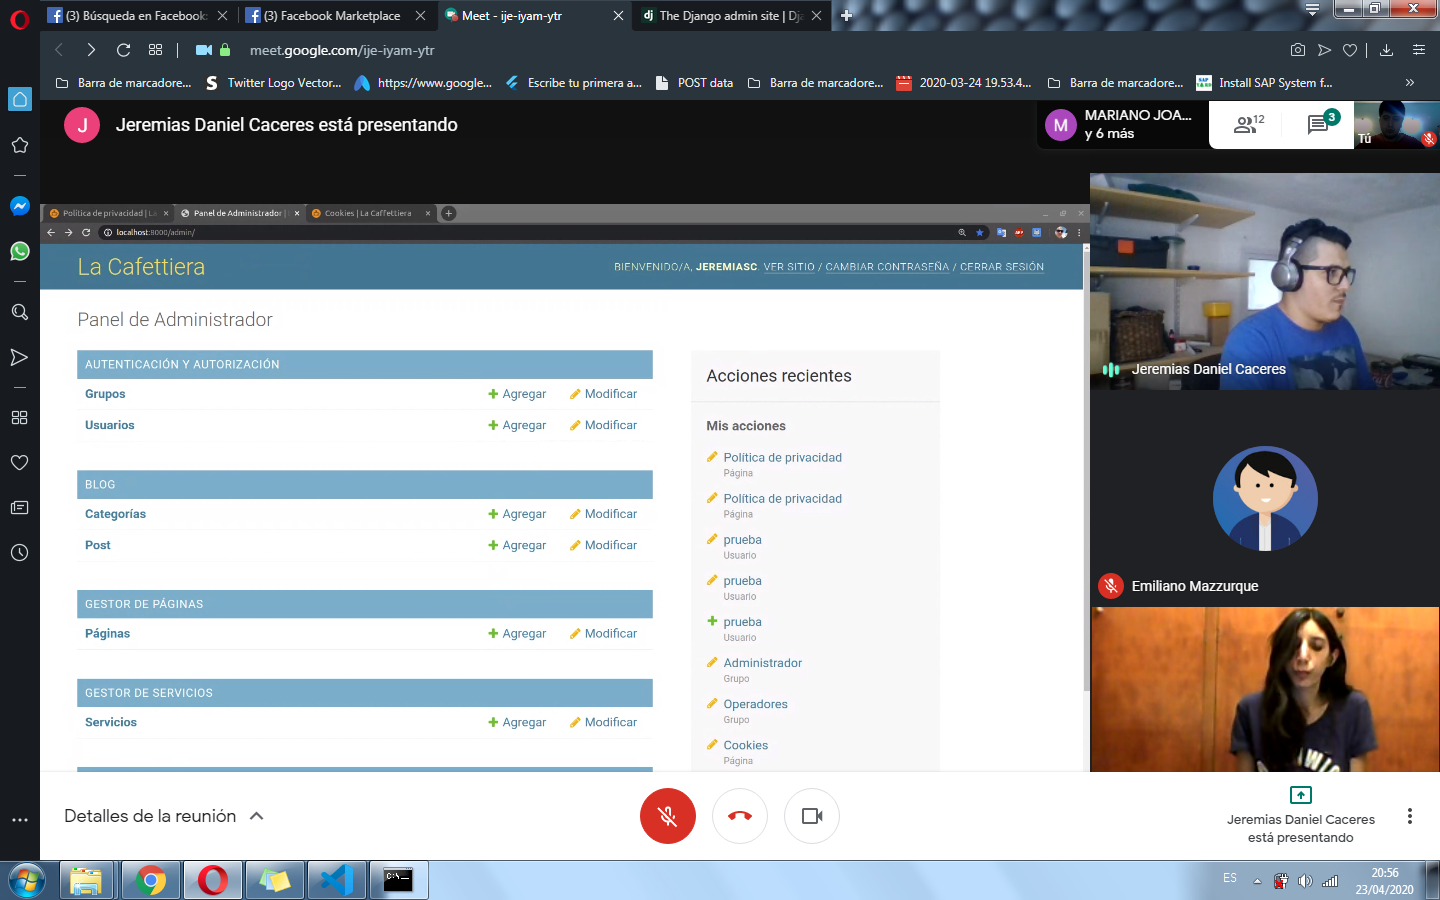 (3) Búsqueda en Facebook:
(3) Facebook Marketplace
Meet - ije-iyam-ytr
dj The Django admin site | Dja
meet.google.com/ije-iyam-ytr
Barra de marcadore...
S Twitter Logo Vector...
https://www.google...
Escribe tu primera a...
POST data
Barra de marcadore...
2020-03-24 19.53.4...
Barra de marcadore...
Install SAP System f...
»
J
Jeremias Daniel Caceres está presentando
M
MARIANO JOA...
y 6 más
12
3
Tú
Política de privacidad | La
Panel de Administrador |
Cookies | La Caffettiera
localhost:8000/admin/
La Cafettiera
BIENVENIDO/A, JEREMIASC. VER SITIO / CAMBIAR CONTRASEÑA / CERRAR SESIÓN
Panel de Administrador
AUTENTICACIÓN Y AUTORIZACIÓN
Grupos Agregar Modificar
Usuarios Agregar Modificar
BLOG
Categorías Agregar Modificar
Post Agregar Modificar
GESTOR DE PÁGINAS
Páginas Agregar Modificar
GESTOR DE SERVICIOS
Servicios Agregar Modificar
Acciones recientes
Mis acciones
Política de privacidad
Página
Política de privacidad
Página
prueba
Usuario
prueba
Usuario
prueba
Usuario
Administrador
Grupo
Operadores
Grupo
Cookies
Página
Jeremias Daniel Caceres
Emiliano Mazzurque
Detalles de la reunión
Jeremias Daniel Caceres
está presentando
ES
20:56
23/04/2020